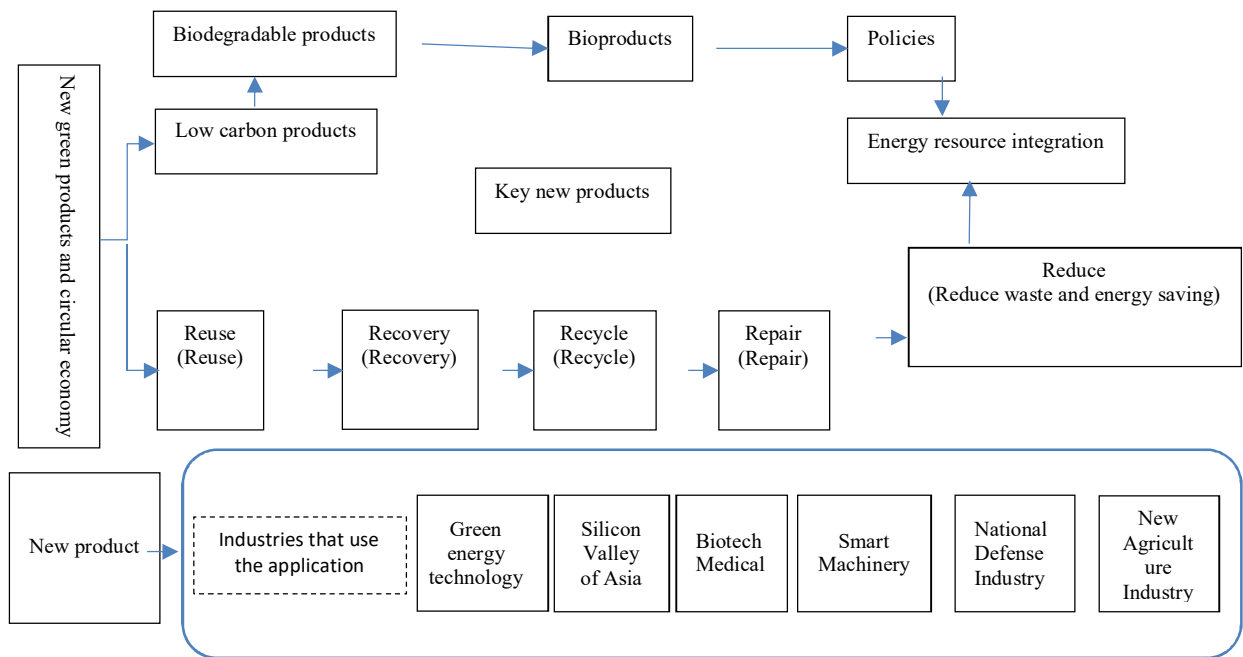 Biodegradable products
Bioproducts
Policies
New green products and circular economy
Low carbon products
Energy resource integration
Key new products
Reduce
(Reduce waste and energy saving)
Reuse
(Reuse)
Recovery
(Recovery)
Recycle
(Recycle)
Repair
(Repair)
New product
Industries that use
the application
Green
energy
technology
Silicon
Valley
of Asia
Biotech
Medical
Smart
Machinery
National
Defense
Industry
New
Agricult
ure
Industry